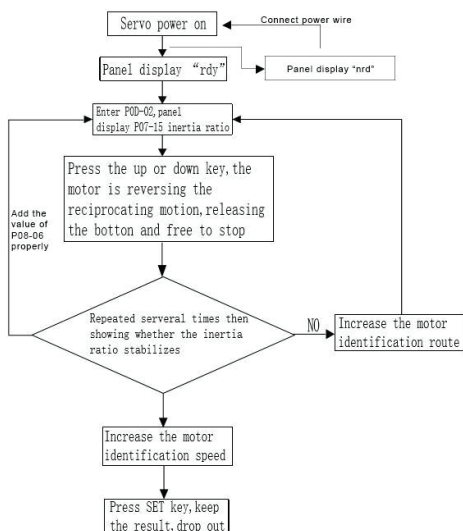 Servo power on
Connect power wire
Panel display “rdy”
Panel display “nrd”
Enter P0D-02,panel
display P07-15 inertia ratio
Press the up or down key,the
motor is reversing the
reciprocating motion,releasing
the botton and free to stop
Add the
value of
P08-06
properly
Repeated serveral times then
showing whether the inertia
ratio stabilizes
NO
Increase the motor
identification route
Increase the motor
identification speed
Press SET key,keep
the result,drop out